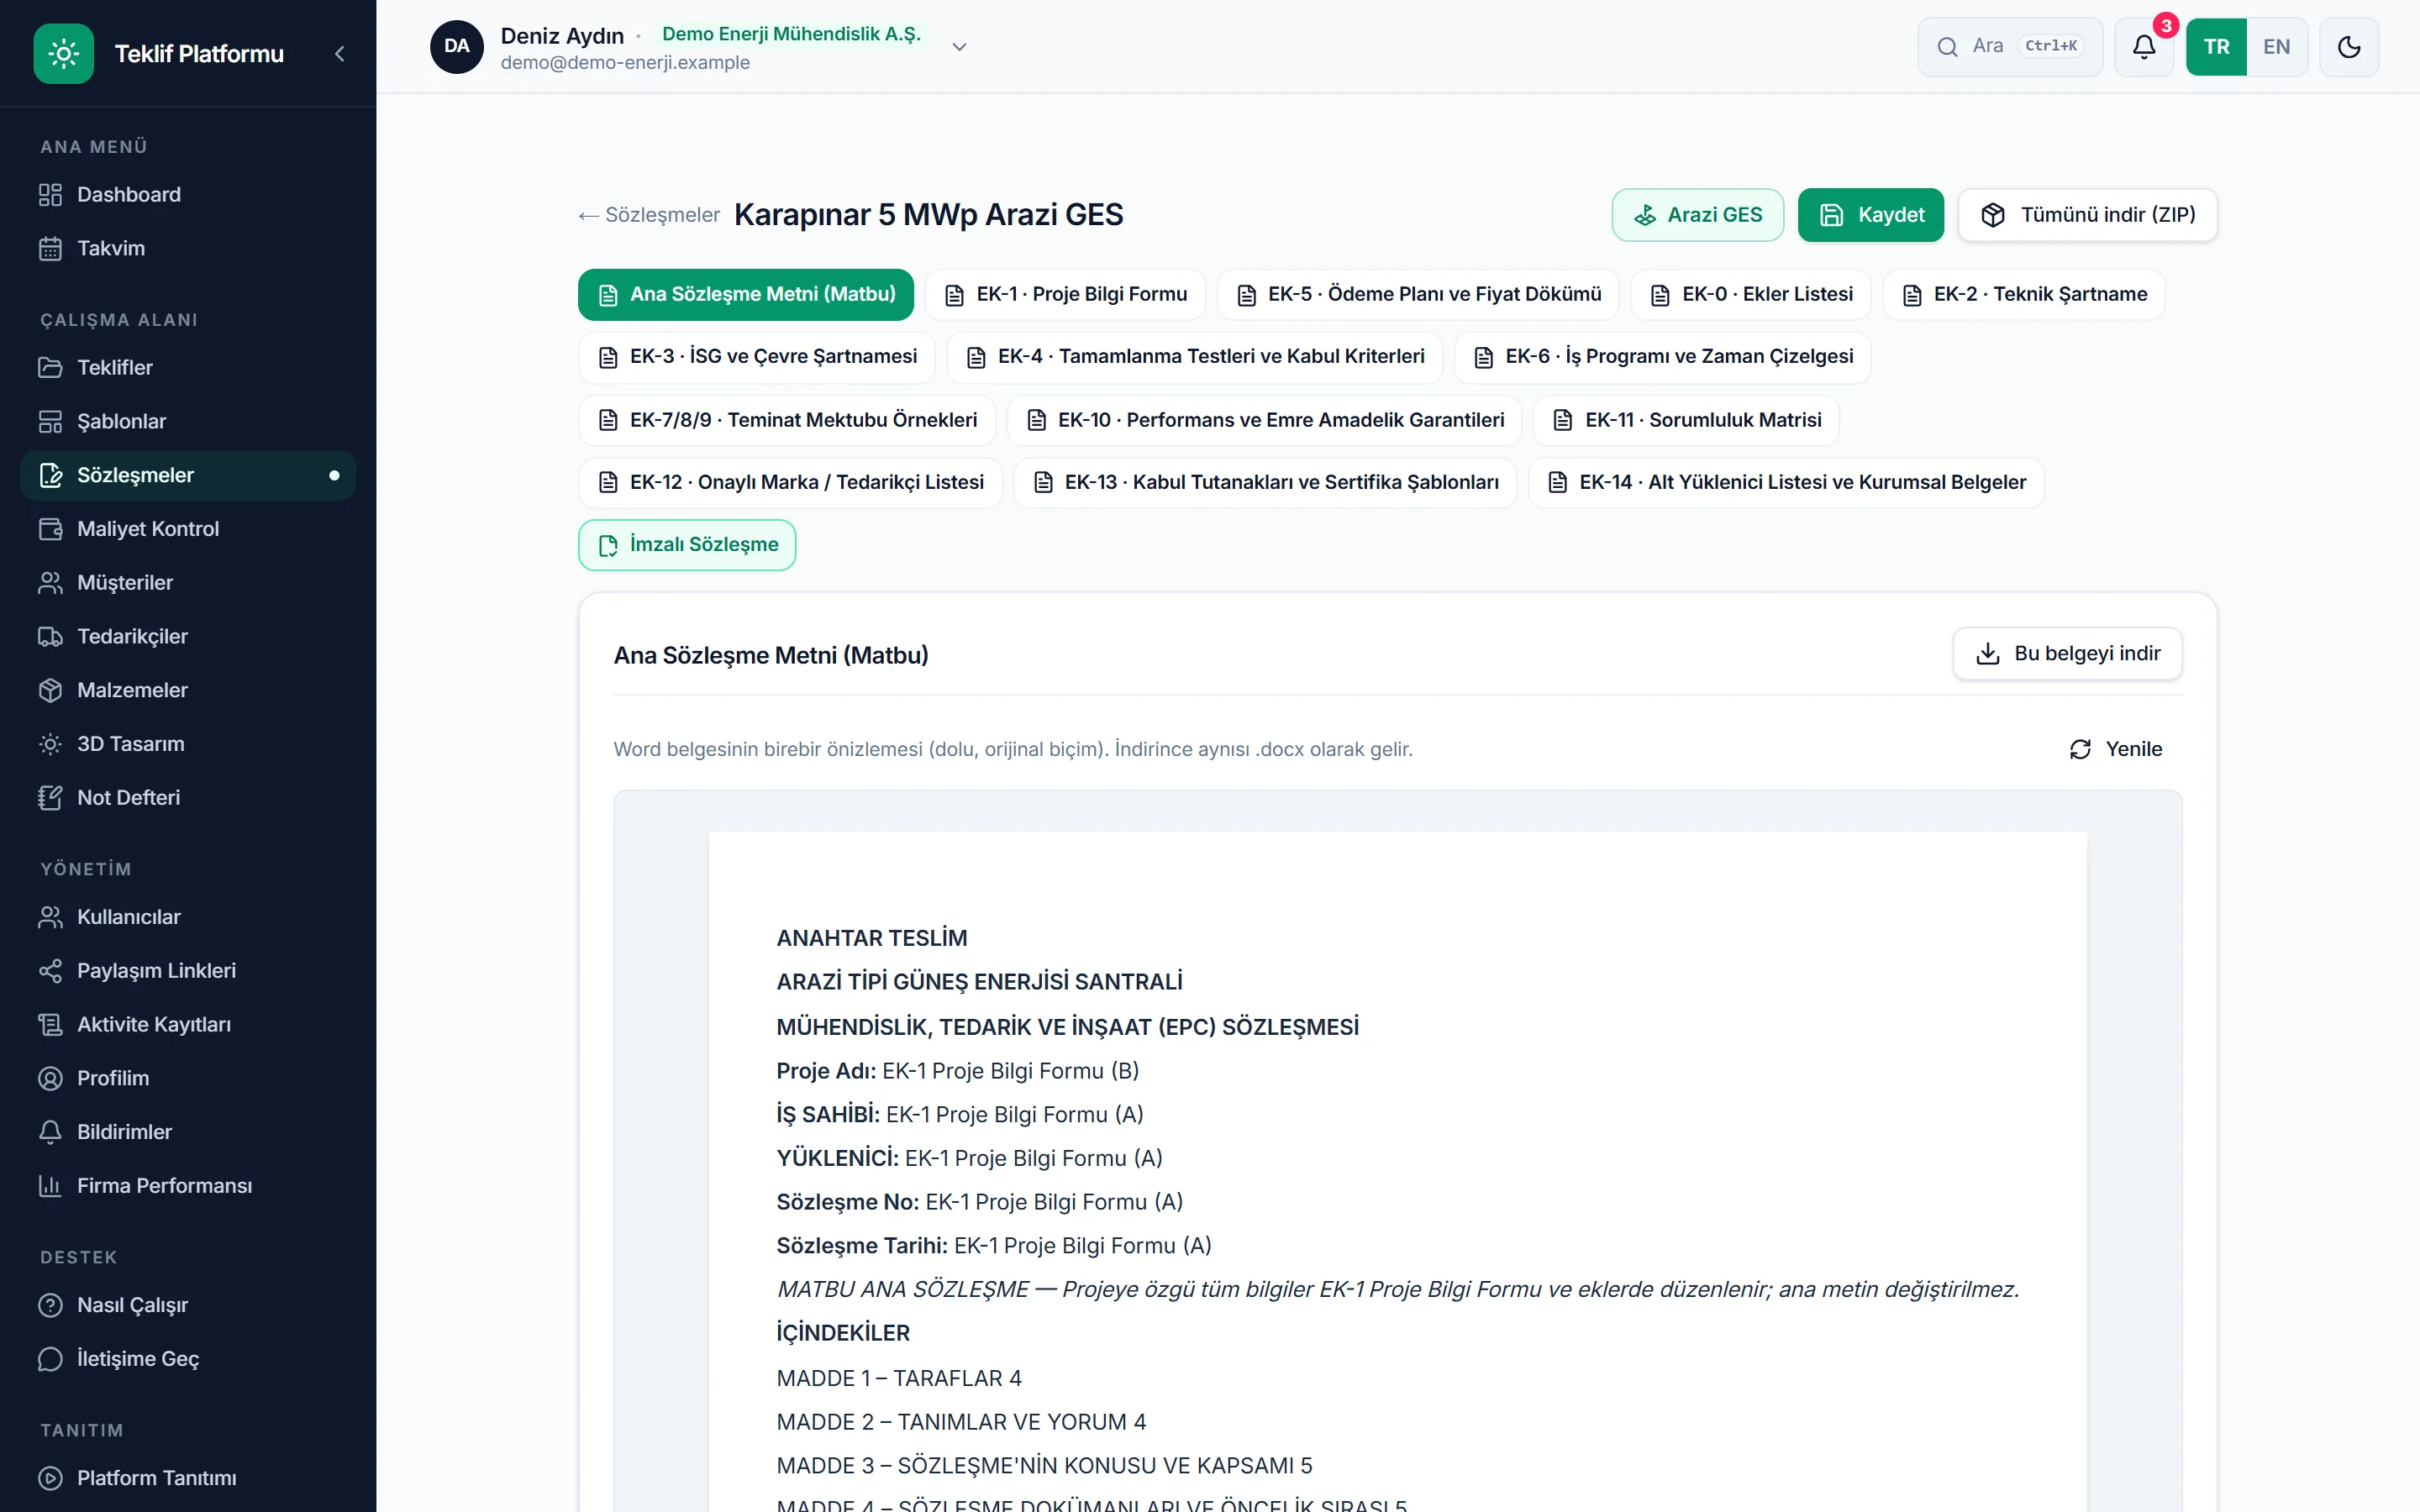 Teklif Platformu
ANA MENÜ
Dashboard
Takvim
ÇALIŞMA ALANI
Teklifler
Şablonlar
Sözleşmeler
Maliyet Kontrol
Müşteriler
Tedarikçiler
Malzemeler
3D Tasarım
Not Defteri
YÖNETİM
Kullanıcılar
Paylaşım Linkleri
Aktivite Kayıtları
Profilim
Bildirimler
Firma Performansı
DESTEK
Nasıl Çalışır
İletişime Geç
TANITIM
Platform Tanıtımı
DA
Deniz Aydın · Demo Enerji Mühendislik A.Ş.
demo@demo-enerji.example
Ara Ctrl+K
3
TR EN
← Sözleşmeler Karapınar 5 MWp Arazi GES
Arazi GES Kaydet Tümünü indir (ZIP)
Ana Sözleşme Metni (Matbu) EK-1 · Proje Bilgi Formu EK-5 · Ödeme Planı ve Fiyat Dökümü EK-0 · Ekler Listesi EK-2 · Teknik Şartname
EK-3 · İSG ve Çevre Şartnamesi EK-4 · Tamamlanma Testleri ve Kabul Kriterleri EK-6 · İş Programı ve Zaman Çizelgesi
EK-7/8/9 · Teminat Mektubu Örnekleri EK-10 · Performans ve Emre Amadelik Garantileri EK-11 · Sorumluluk Matrisi
EK-12 · Onaylı Marka / Tedarikçi Listesi EK-13 · Kabul Tutanakları ve Sertifika Şablonları EK-14 · Alt Yüklenici Listesi ve Kurumsal Belgeler
İmzalı Sözleşme
Ana Sözleşme Metni (Matbu)
Bu belgeyi indir
Word belgesinin birebir önizlemesi (dolu, orijinal biçim). İndirince aynısı .docx olarak gelir.
Yenile
ANAHTAR TESLİM
ARAZİ TİPİ GÜNEŞ ENERJİSİ SANTRALİ
MÜHENDİSLİK, TEDARİK VE İNŞAAT (EPC) SÖZLEŞMESİ
Proje Adı: EK-1 Proje Bilgi Formu (B)
İŞ SAHİBİ: EK-1 Proje Bilgi Formu (A)
YÜKLENİCİ: EK-1 Proje Bilgi Formu (A)
Sözleşme No: EK-1 Proje Bilgi Formu (A)
Sözleşme Tarihi: EK-1 Proje Bilgi Formu (A)
MATBU ANA SÖZLEŞME — Projeye özgü tüm bilgiler EK-1 Proje Bilgi Formu ve eklerde düzenlenir; ana metin değiştirilmez.
İÇİNDEKİLER
MADDE 1 – TARAFLAR 4
MADDE 2 – TANIMLAR VE YORUM 4
MADDE 3 – SÖZLEŞME'NİN KONUSU VE KAPSAMI 5
MADDE 4 – SÖZLEŞME DOKÜMANLARI VE ÖNCELİK SIRASI 5